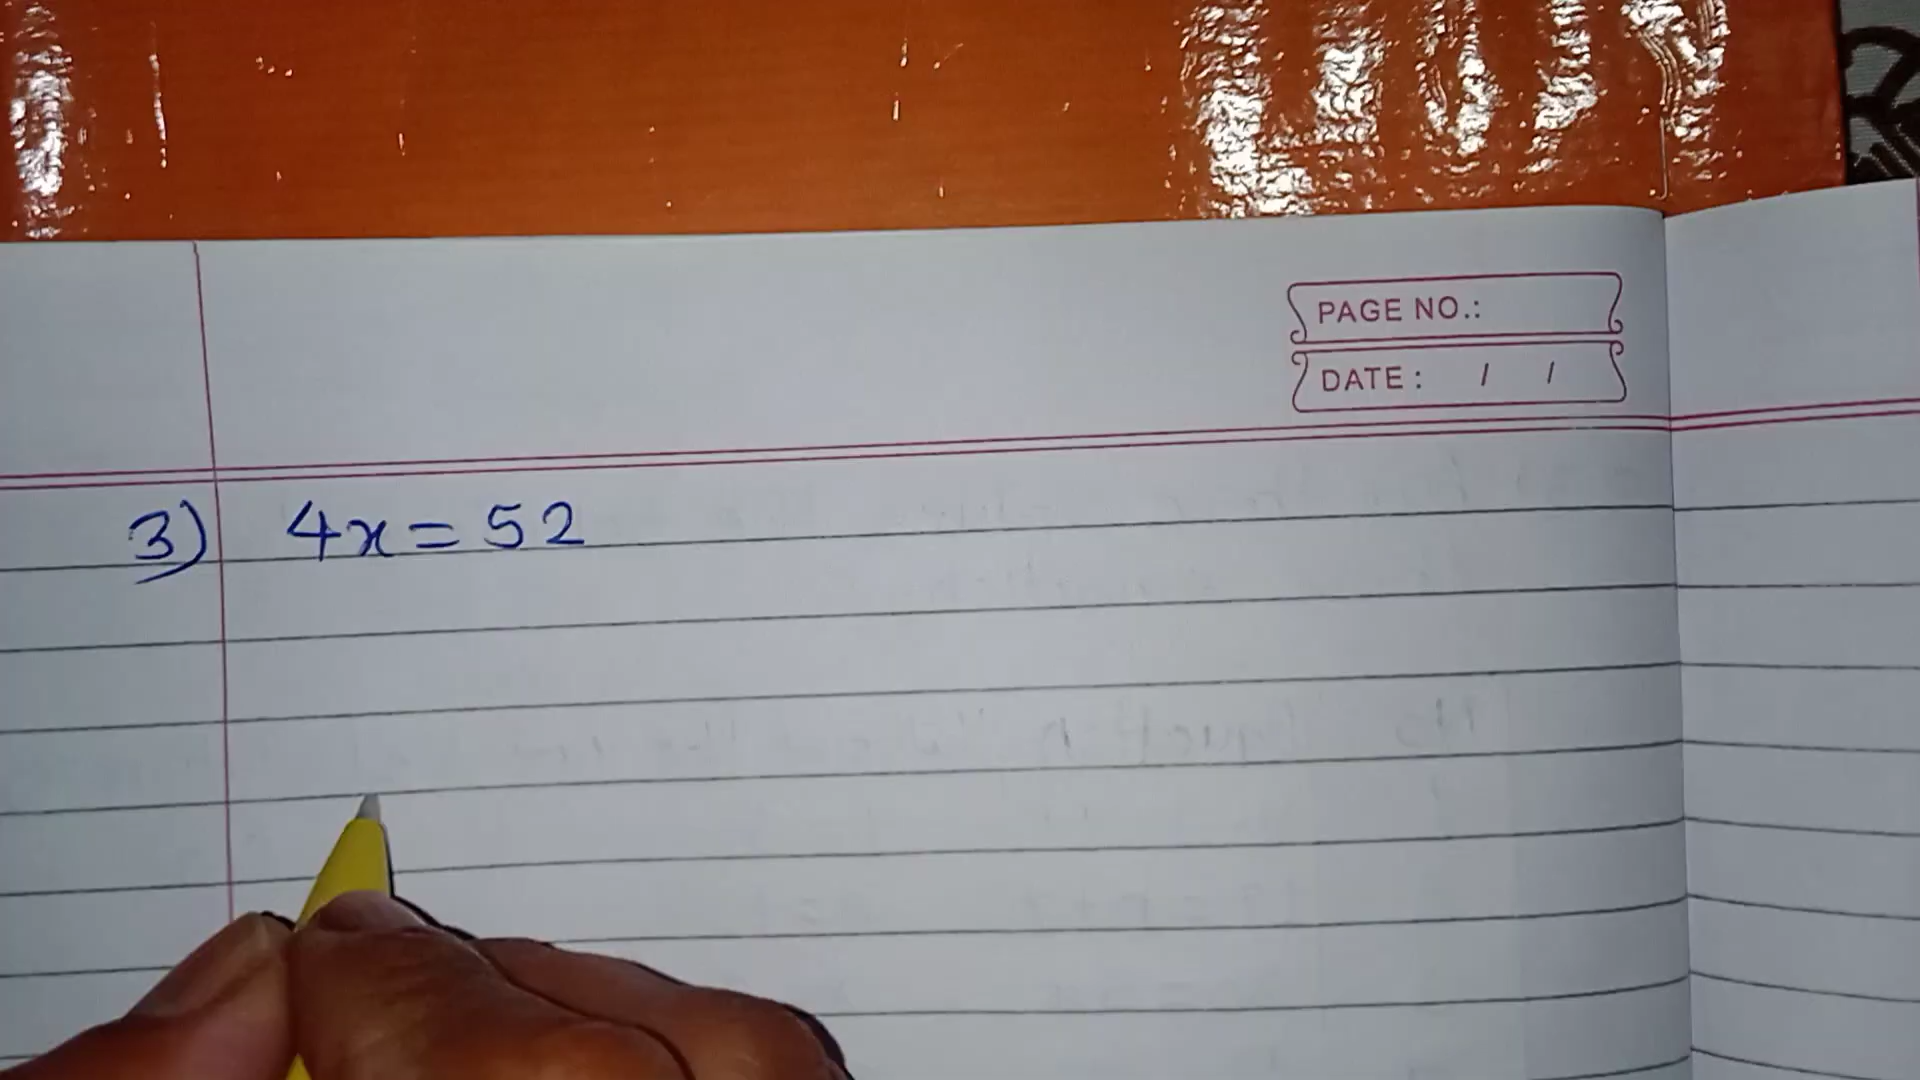 PAGE NO.:
DATE: / /
3) 4x = 52